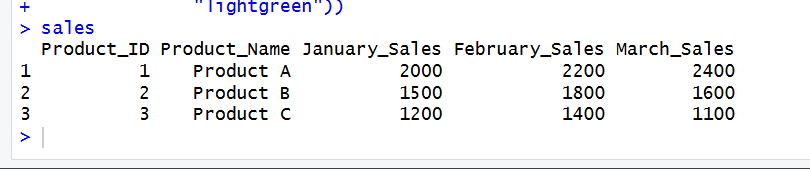 + "lightgreen"))
> sales
Product_ID Product_Name January_Sales February_Sales March_Sales
1 1 Product A 2000 2200 2400
2 2 Product B 1500 1800 1600
3 3 Product C 1200 1400 1100
>